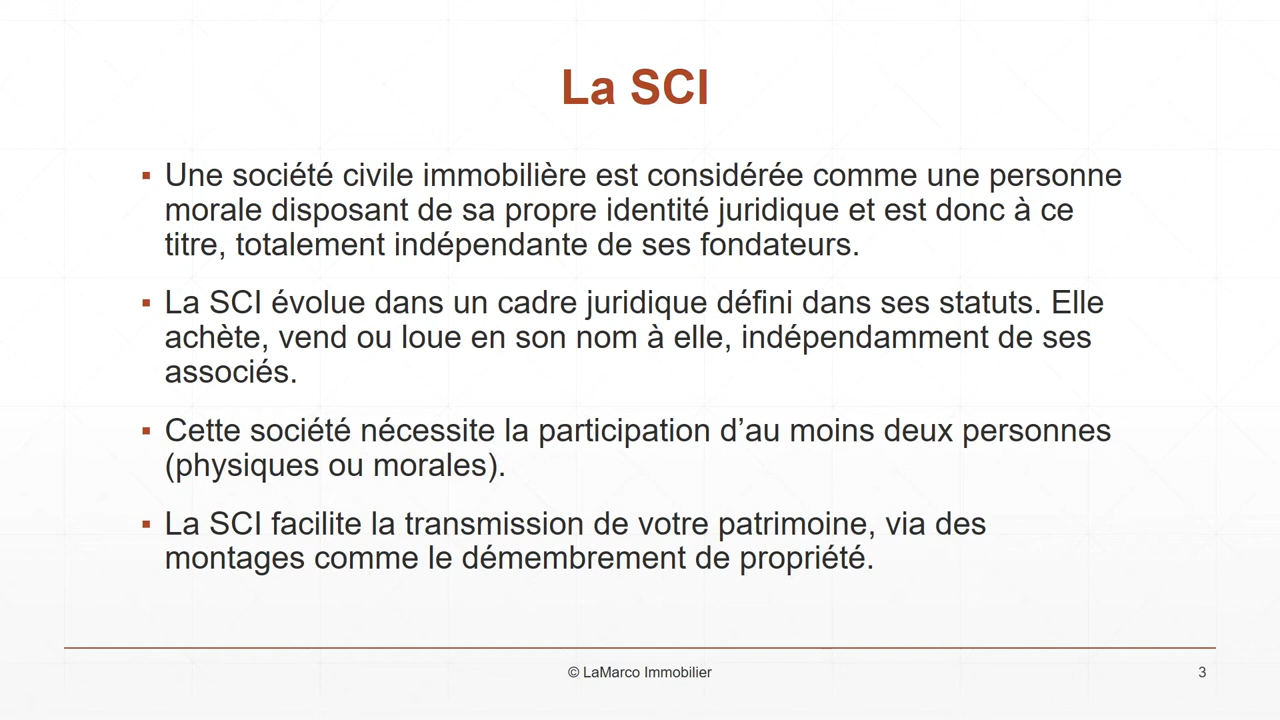 La SCI
▪ Une société civile immobilière est considérée comme une personne
morale disposant de sa propre identité juridique et est donc à ce
titre, totalement indépendante de ses fondateurs.
▪ La SCI évolue dans un cadre juridique défini dans ses statuts. Elle
achète, vend ou loue en son nom à elle, indépendamment de ses
associés.
▪ Cette société nécessite la participation d’au moins deux personnes
(physiques ou morales).
▪ La SCI facilite la transmission de votre patrimoine, via des
montages comme le démembrement de propriété.
© LaMarco Immobilier
3